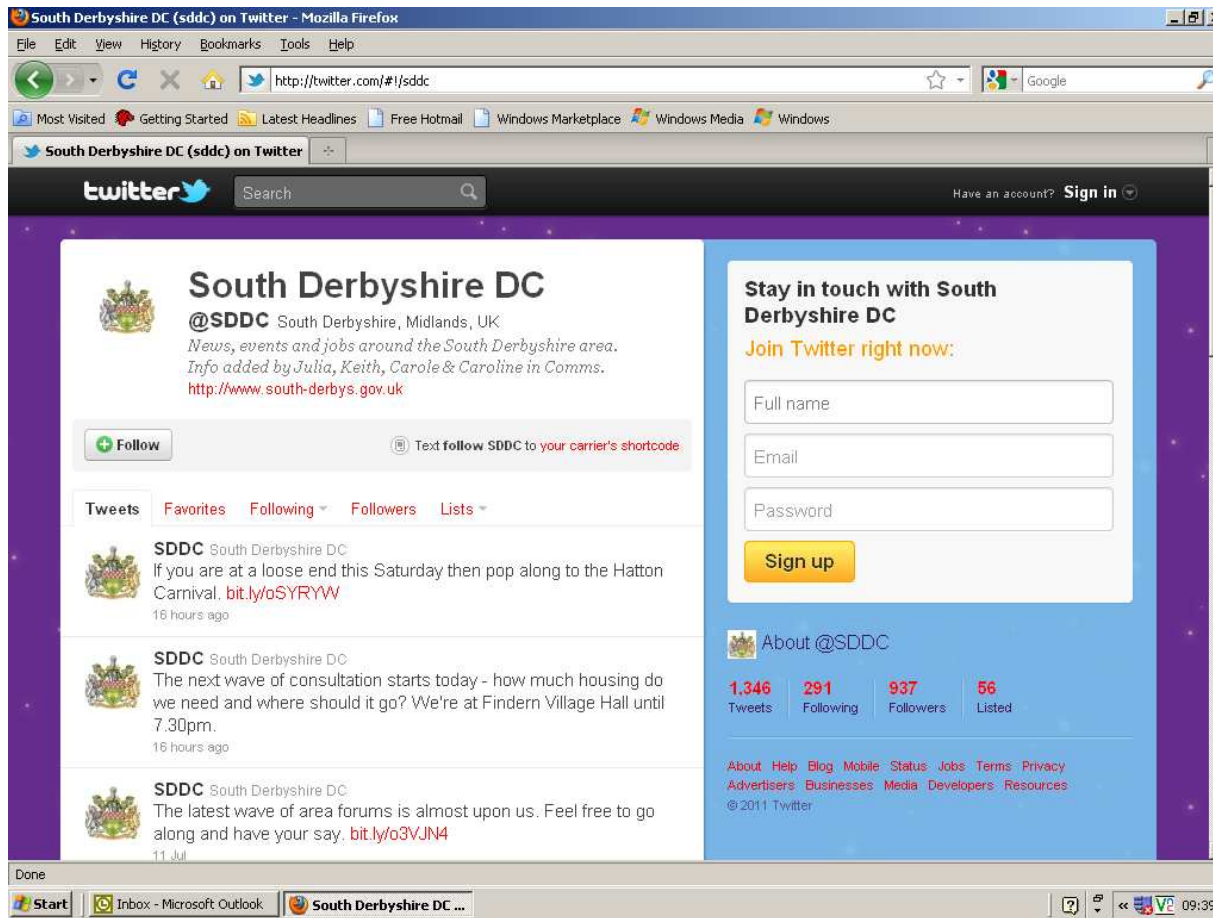 South Derbyshire DC (sddc) on Twitter - Mozilla Firefox
File Edit View History Bookmarks Tools Help
http://twitter.com/#!/sddc
Google
Most Visited Getting Started Latest Headlines Free Hotmail Windows Marketplace Windows Media Windows
South Derbyshire DC (sddc) on Twitter
twitter Search Have an account? Sign in
South Derbyshire DC
@SDDC South Derbyshire, Midlands, UK
News, events and jobs around the South Derbyshire area.
Info added by Julia, Keith, Carole & Caroline in Comms.
http://www.south-derbys.gov.uk
Follow Text follow SDDC to your carrier's shortcode
Tweets Favorites Following Followers Lists
SDDC South Derbyshire DC
If you are at a loose end this Saturday then pop along to the Hatton
Carnival. bit.ly/oSYRYW
16 hours ago
SDDC South Derbyshire DC
The next wave of consultation starts today - how much housing do
we need and where should it go? We're at Findern Village Hall until
7.30pm.
16 hours ago
SDDC South Derbyshire DC
The latest wave of area forums is almost upon us. Feel free to go
along and have your say. bit.ly/o3VJN4
11 Jul
Stay in touch with South
Derbyshire DC
Join Twitter right now:
Full name
Email
Password
Sign up
About @SDDC
1,346 291 937 56
Tweets Following Followers Listed
About Help Blog Mobile Status Jobs Terms Privacy
Advertisers Businesses Media Developers Resources
© 2011 Twitter
Done
Start Inbox - Microsoft Outlook South Derbyshire DC ... 09:39